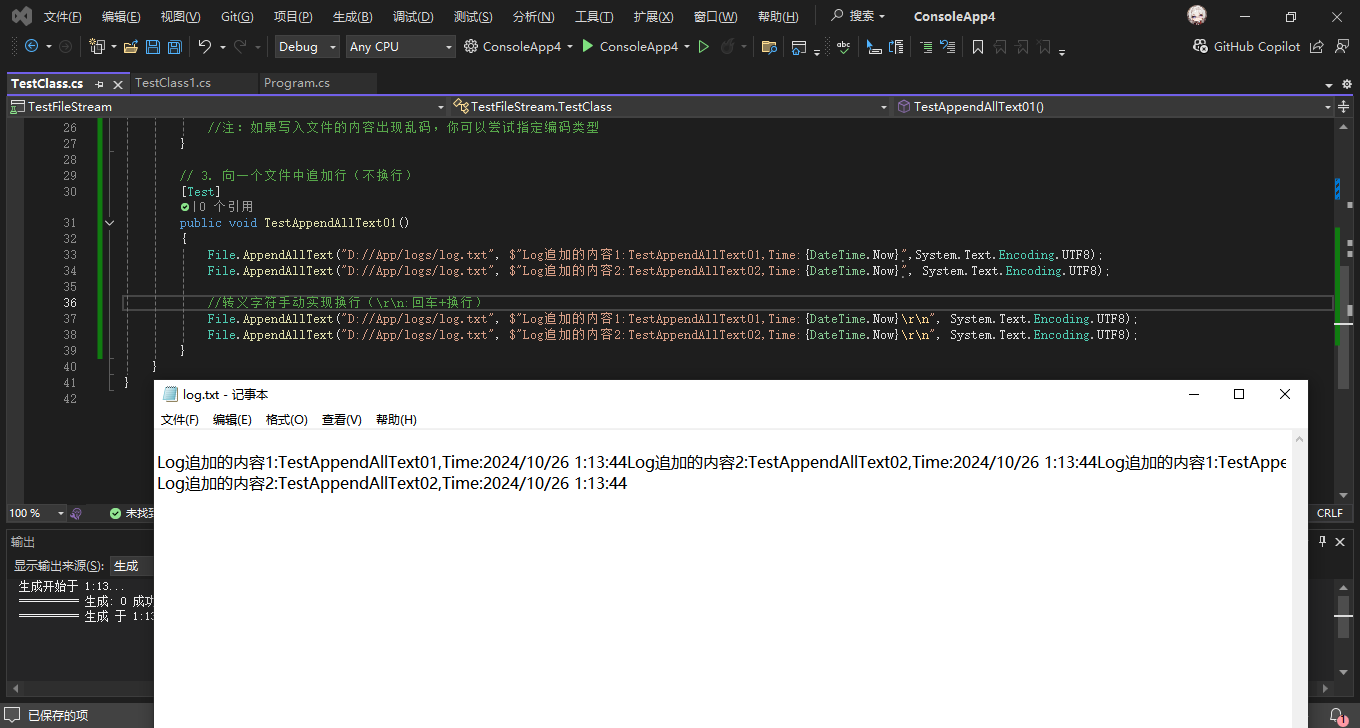 文件(F) 编辑(E) 视图(V) Git(G) 项目(P) 生成(B) 调试(D) 测试(S) 分析(N) 工具(T) 扩展(X) 窗口(W) 帮助(H) 搜索 ConsoleApp4
Debug Any CPU ConsoleApp4 ConsoleApp4 abc GitHub Copilot
TestClass.cs TestClass1.cs Program.cs
TestFileStream TestFileStream.TestClass TestAppendAllText01()
26 //注: 如果写入文件的内容出现乱码，你可以尝试指定编码类型
27 }
28
29 // 3. 向一个文件中追加行（不换行）
30 [Test]
|0 个引用
31 public void TestAppendAllText01()
32 {
33 File.AppendAllText("D://App/logs/log.txt", $"Log追加的内容1:TestAppendAllText01,Time:{DateTime.Now}",System.Text.Encoding.UTF8);
34 File.AppendAllText("D://App/logs/log.txt", $"Log追加的内容2:TestAppendAllText02,Time:{DateTime.Now}", System.Text.Encoding.UTF8);
35
36 //转义字符手动实现换行（\r\n:回车+换行）
37 File.AppendAllText("D://App/logs/log.txt", $"Log追加的内容1:TestAppendAllText01,Time:{DateTime.Now}\r\n", System.Text.Encoding.UTF8);
38 File.AppendAllText("D://App/logs/log.txt", $"Log追加的内容2:TestAppendAllText02,Time:{DateTime.Now}\r\n", System.Text.Encoding.UTF8);
39 }
40 }
41 }
42
log.txt - 记事本
文件(F) 编辑(E) 格式(O) 查看(V) 帮助(H)
Log追加的内容1:TestAppendAllText01,Time:2024/10/26 1:13:44Log追加的内容2:TestAppendAllText02,Time:2024/10/26 1:13:44Log追加的内容1:TestAppe
Log追加的内容2:TestAppendAllText02,Time:2024/10/26 1:13:44
100 % 未找到 CRLF
输出
显示输出来源(S): 生成
生成开始于 1:13...
========== 生成: 0 成功
========== 生成 于 1:13
已保存的项 1